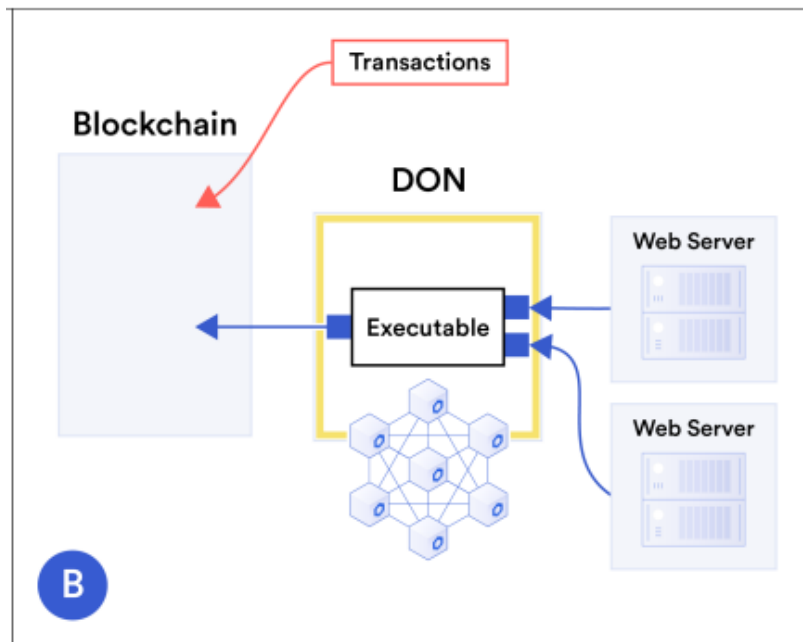 Transactions
Blockchain
DON
Web Server
Executable
Web Server
B